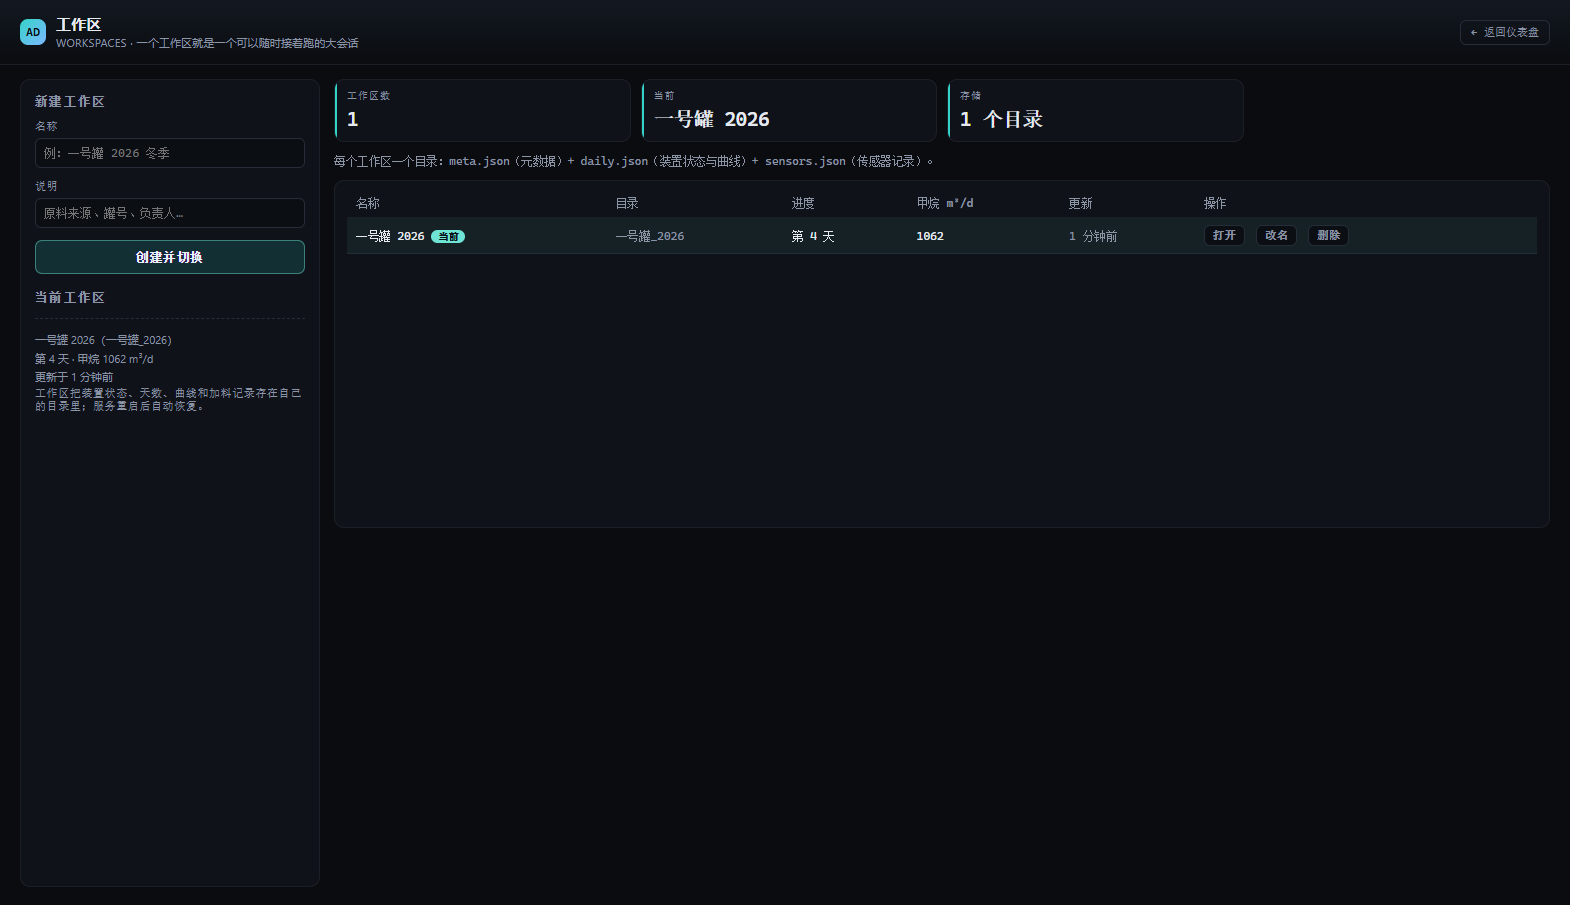 AD
工作区
WORKSPACES · 一个工作区就是一个可以随时接着跑的大会话
← 返回仪表盘
新建工作区
名称
例: 一号罐 2026 冬季
说明
原料来源、罐号、负责人…
创建并切换
当前工作区
一号罐 2026（一号罐_2026）
第 4 天 · 甲烷 1062 m³/d
更新于 1 分钟前
工作区把装置状态、天数、曲线和加料记录存在自己
的目录里; 服务重启后自动恢复。
工作区数
1
当前
一号罐 2026
存储
1 个目录
每个工作区一个目录: meta.json（元数据）+ daily.json（装置状态与曲线）+ sensors.json（传感器记录）。
名称 目录 进度 甲烷 m³/d 更新 操作
一号罐 2026 当前 一号罐_2026 第 4 天 1062 1 分钟前 打开 改名 删除